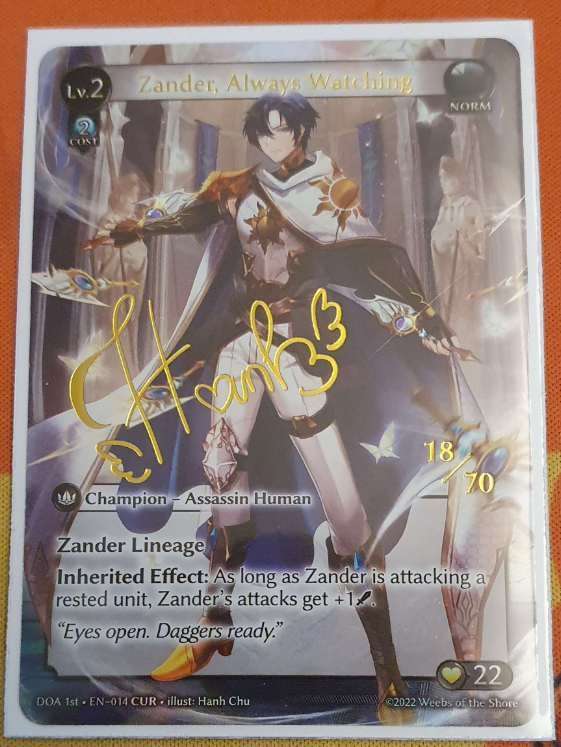 Lv.2
Zander, Always Watching
NORM
2
COST
Hanh
18/70
Champion – Assassin Human
Zander Lineage
Inherited Effect: As long as Zander is attacking a
rested unit, Zander's attacks get +1.
“Eyes open. Daggers ready.”
22
DOA 1st • EN-014 CUR • illust: Hanh Chu
©2022 Weebs of the Shore